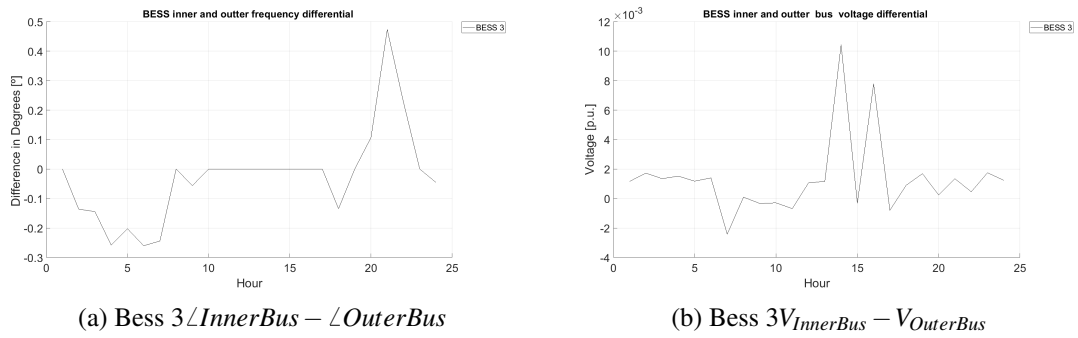 BESS inner and outter frequency differential
BESS 3
0.5
0.4
0.3
0.2
0.1
0
-0.1
-0.2
-0.3
Difference in Degrees [°]
0 5 10 15 20 25
Hour
(a) Bess 3∠InnerBus − ∠OuterBus
BESS inner and outter bus voltage differential
×10⁻³
BESS 3
12
10
8
6
4
2
0
-2
-4
Voltage [p.u.]
0 5 10 15 20 25
Hour
(b) Bess 3V_InnerBus − V_OuterBus